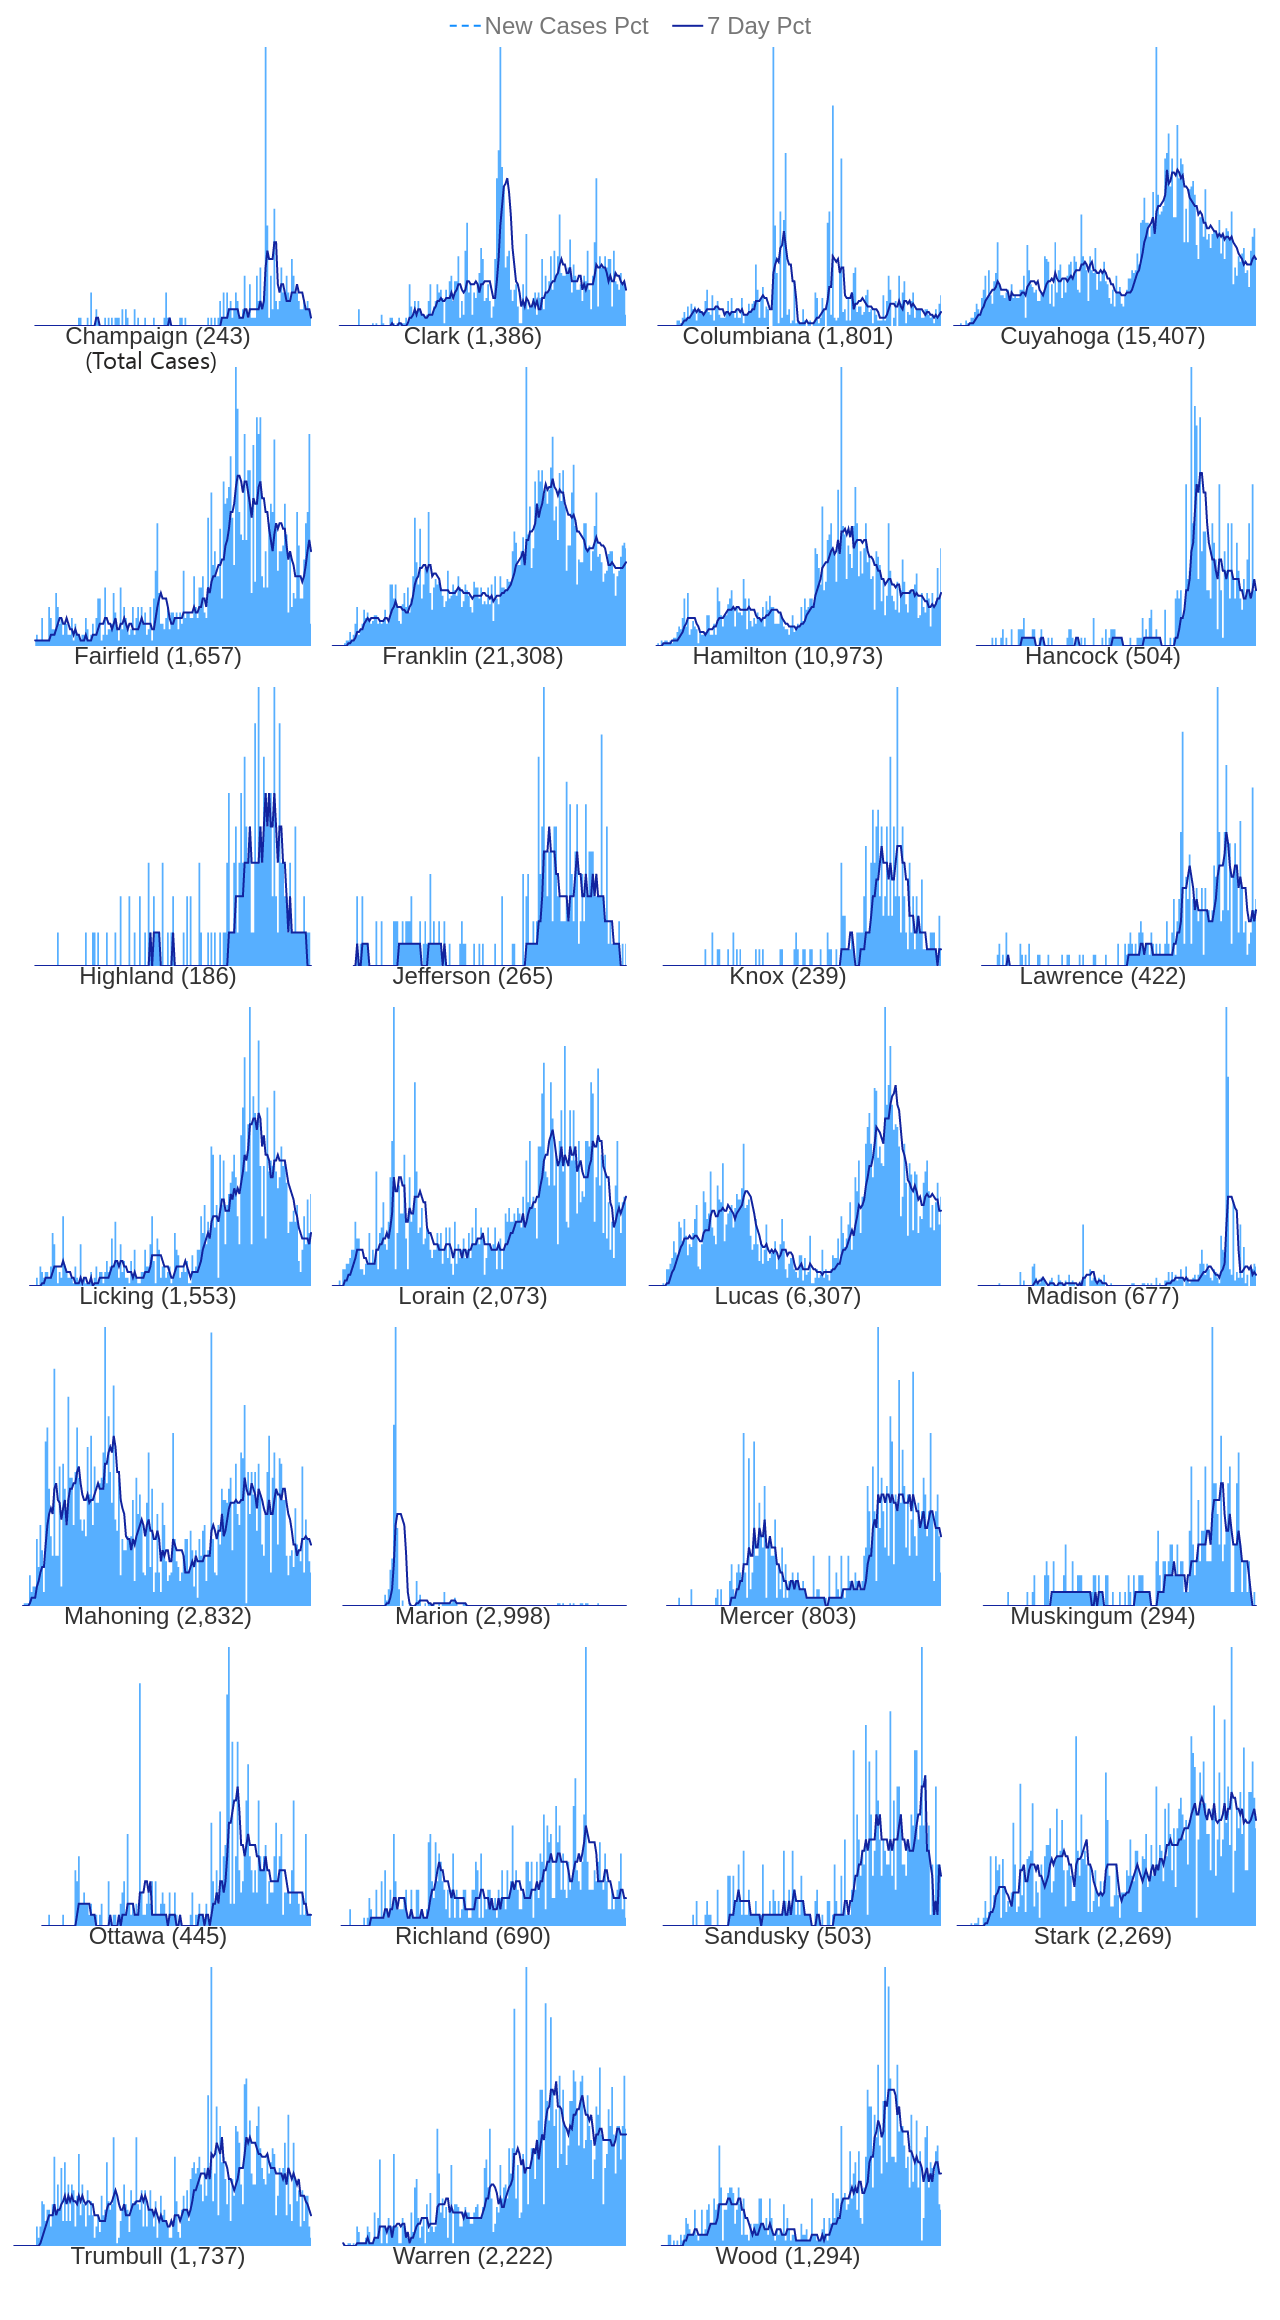 New Cases Pct 7 Day Pct
Champaign (243) Clark (1,386) Columbiana (1,801) Cuyahoga (15,407)
(Total Cases)
Fairfield (1,657) Franklin (21,308) Hamilton (10,973) Hancock (504)
Highland (186) Jefferson (265) Knox (239) Lawrence (422)
Licking (1,553) Lorain (2,073) Lucas (6,307) Madison (677)
Mahoning (2,832) Marion (2,998) Mercer (803) Muskingum (294)
Ottawa (445) Richland (690) Sandusky (503) Stark (2,269)
Trumbull (1,737) Warren (2,222) Wood (1,294)